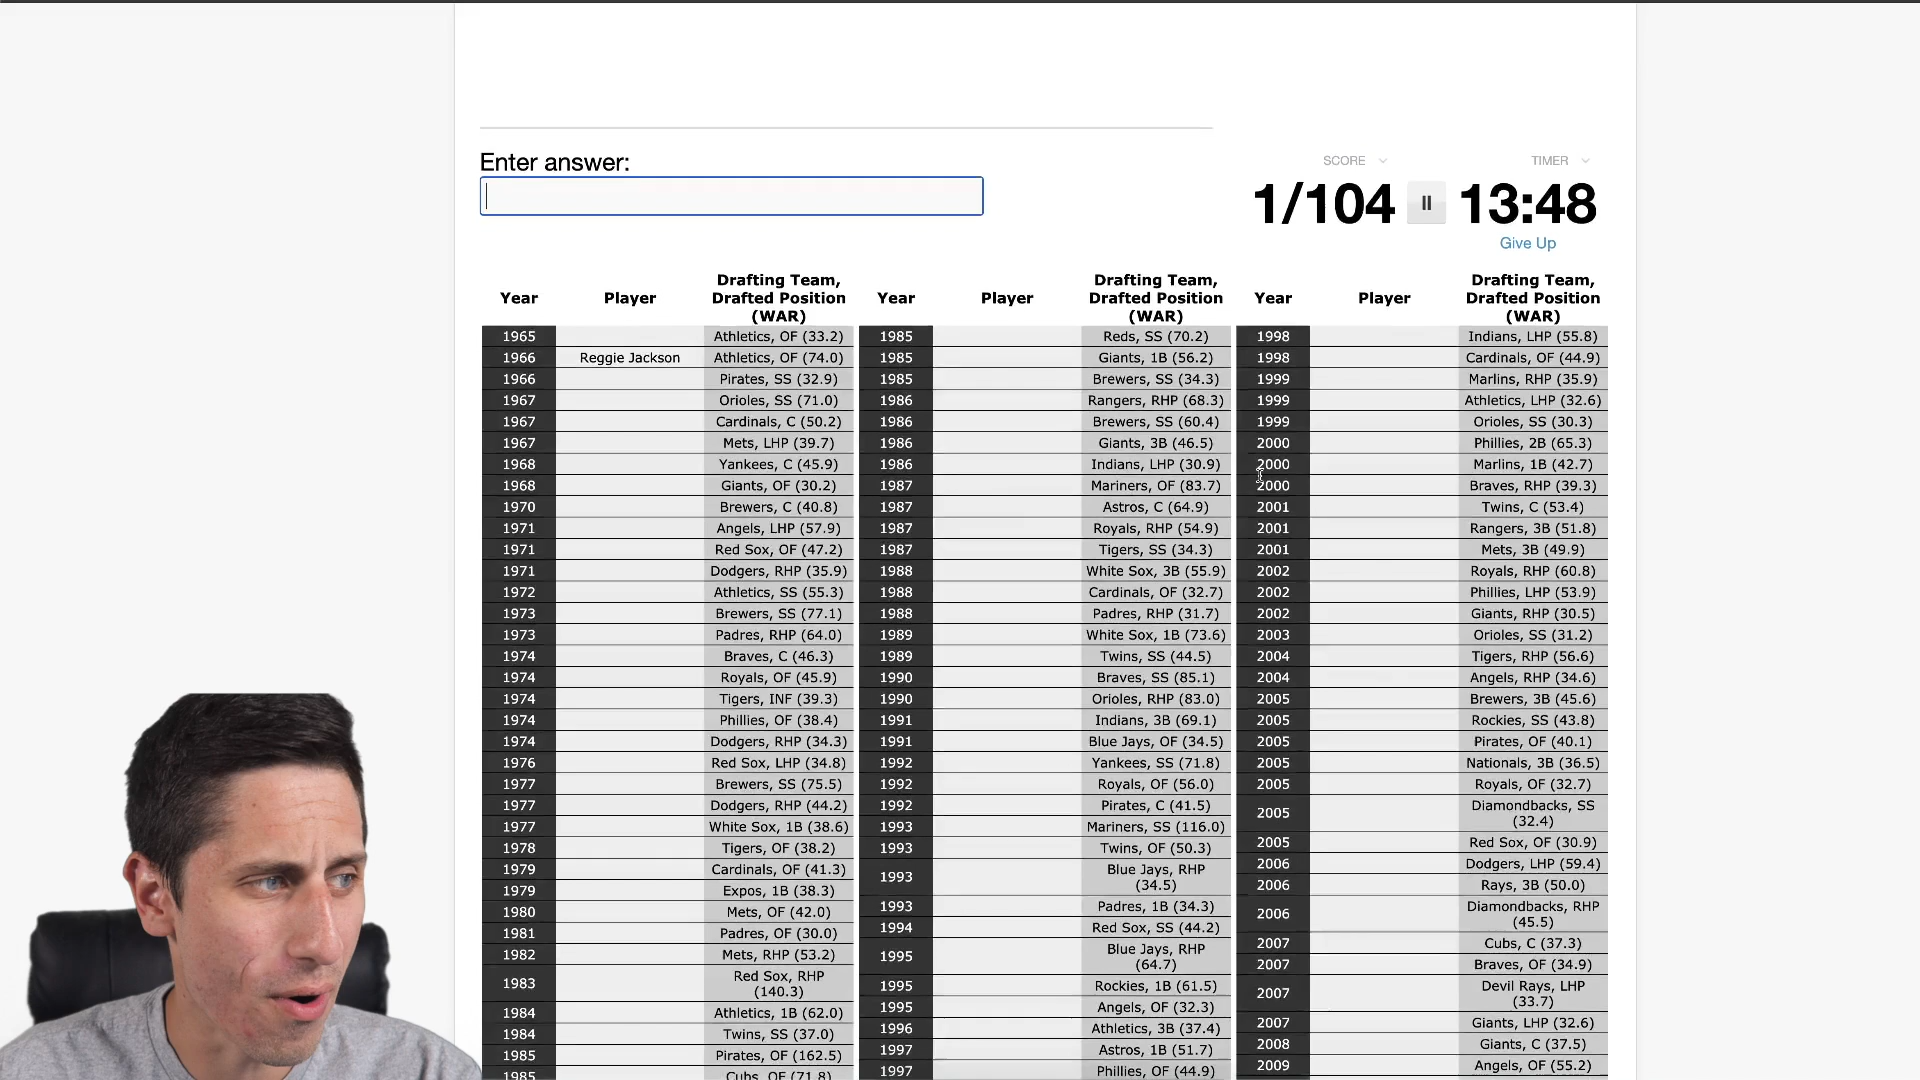 Enter answer:
SCORE
TIMER
1/104
13:48
Give Up
Year Player Drafting Team, Drafted Position (WAR)
1965 Athletics, OF (33.2)
1966 Reggie Jackson Athletics, OF (74.0)
1966 Pirates, SS (32.9)
1967 Orioles, SS (71.0)
1967 Cardinals, C (50.2)
1967 Mets, LHP (39.7)
1968 Yankees, C (45.9)
1968 Giants, OF (30.2)
1970 Brewers, C (40.8)
1971 Angels, LHP (57.9)
1971 Red Sox, OF (47.2)
1971 Dodgers, RHP (35.9)
1972 Athletics, SS (55.3)
1973 Brewers, SS (77.1)
1973 Padres, RHP (64.0)
1974 Braves, C (46.3)
1974 Royals, OF (45.9)
1974 Tigers, INF (39.3)
1974 Phillies, OF (38.4)
1974 Dodgers, RHP (34.3)
1976 Red Sox, LHP (34.8)
1977 Brewers, SS (75.5)
1977 Dodgers, RHP (44.2)
1977 White Sox, 1B (38.6)
1978 Tigers, OF (38.2)
1979 Cardinals, OF (41.3)
1979 Expos, 1B (38.3)
1980 Mets, OF (42.0)
1981 Padres, OF (30.0)
1982 Mets, RHP (53.2)
1983 Red Sox, RHP (140.3)
1984 Athletics, 1B (62.0)
1984 Twins, SS (37.0)
1985 Pirates, OF (162.5)
1985 Cubs, OF (71.8)
Year Player Drafting Team, Drafted Position (WAR)
1985 Reds, SS (70.2)
1985 Giants, 1B (56.2)
1985 Brewers, SS (34.3)
1986 Rangers, RHP (68.3)
1986 Brewers, SS (60.4)
1986 Giants, 3B (46.5)
1986 Indians, LHP (30.9)
1987 Mariners, OF (83.7)
1987 Astros, C (64.9)
1987 Royals, RHP (54.9)
1987 Tigers, SS (34.3)
1988 White Sox, 3B (55.9)
1988 Cardinals, OF (32.7)
1988 Padres, RHP (31.7)
1989 White Sox, 1B (73.6)
1989 Twins, SS (44.5)
1990 Braves, SS (85.1)
1990 Orioles, RHP (83.0)
1991 Indians, 3B (69.1)
1991 Blue Jays, OF (34.5)
1992 Yankees, SS (71.8)
1992 Royals, OF (56.0)
1992 Pirates, C (41.5)
1993 Mariners, SS (116.0)
1993 Twins, OF (50.3)
1993 Blue Jays, RHP (34.5)
1993 Padres, 1B (34.3)
1994 Red Sox, SS (44.2)
1995 Blue Jays, RHP (64.7)
1995 Rockies, 1B (61.5)
1995 Angels, OF (32.3)
1996 Athletics, 3B (37.4)
1997 Astros, 1B (51.7)
1997 Phillies, OF (44.9)
Year Player Drafting Team, Drafted Position (WAR)
1998 Indians, LHP (55.8)
1998 Cardinals, OF (44.9)
1999 Marlins, RHP (35.9)
1999 Athletics, LHP (32.6)
1999 Orioles, SS (30.3)
2000 Phillies, 2B (65.3)
2000 Marlins, 1B (42.7)
2000 Braves, RHP (39.3)
2001 Twins, C (53.4)
2001 Rangers, 3B (51.8)
2001 Mets, 3B (49.9)
2002 Royals, RHP (60.8)
2002 Phillies, LHP (53.9)
2002 Giants, RHP (30.5)
2003 Orioles, SS (31.2)
2004 Tigers, RHP (56.6)
2004 Angels, RHP (34.6)
2005 Brewers, 3B (45.6)
2005 Rockies, SS (43.8)
2005 Pirates, OF (40.1)
2005 Nationals, 3B (36.5)
2005 Royals, OF (32.7)
2005 Diamondbacks, SS (32.4)
2005 Red Sox, OF (30.9)
2006 Dodgers, LHP (59.4)
2006 Rays, 3B (50.0)
2006 Diamondbacks, RHP (45.5)
2007 Cubs, C (37.3)
2007 Braves, OF (34.9)
2007 Devil Rays, LHP (33.7)
2007 Giants, LHP (32.6)
2008 Giants, C (37.5)
2009 Angels, OF (55.2)